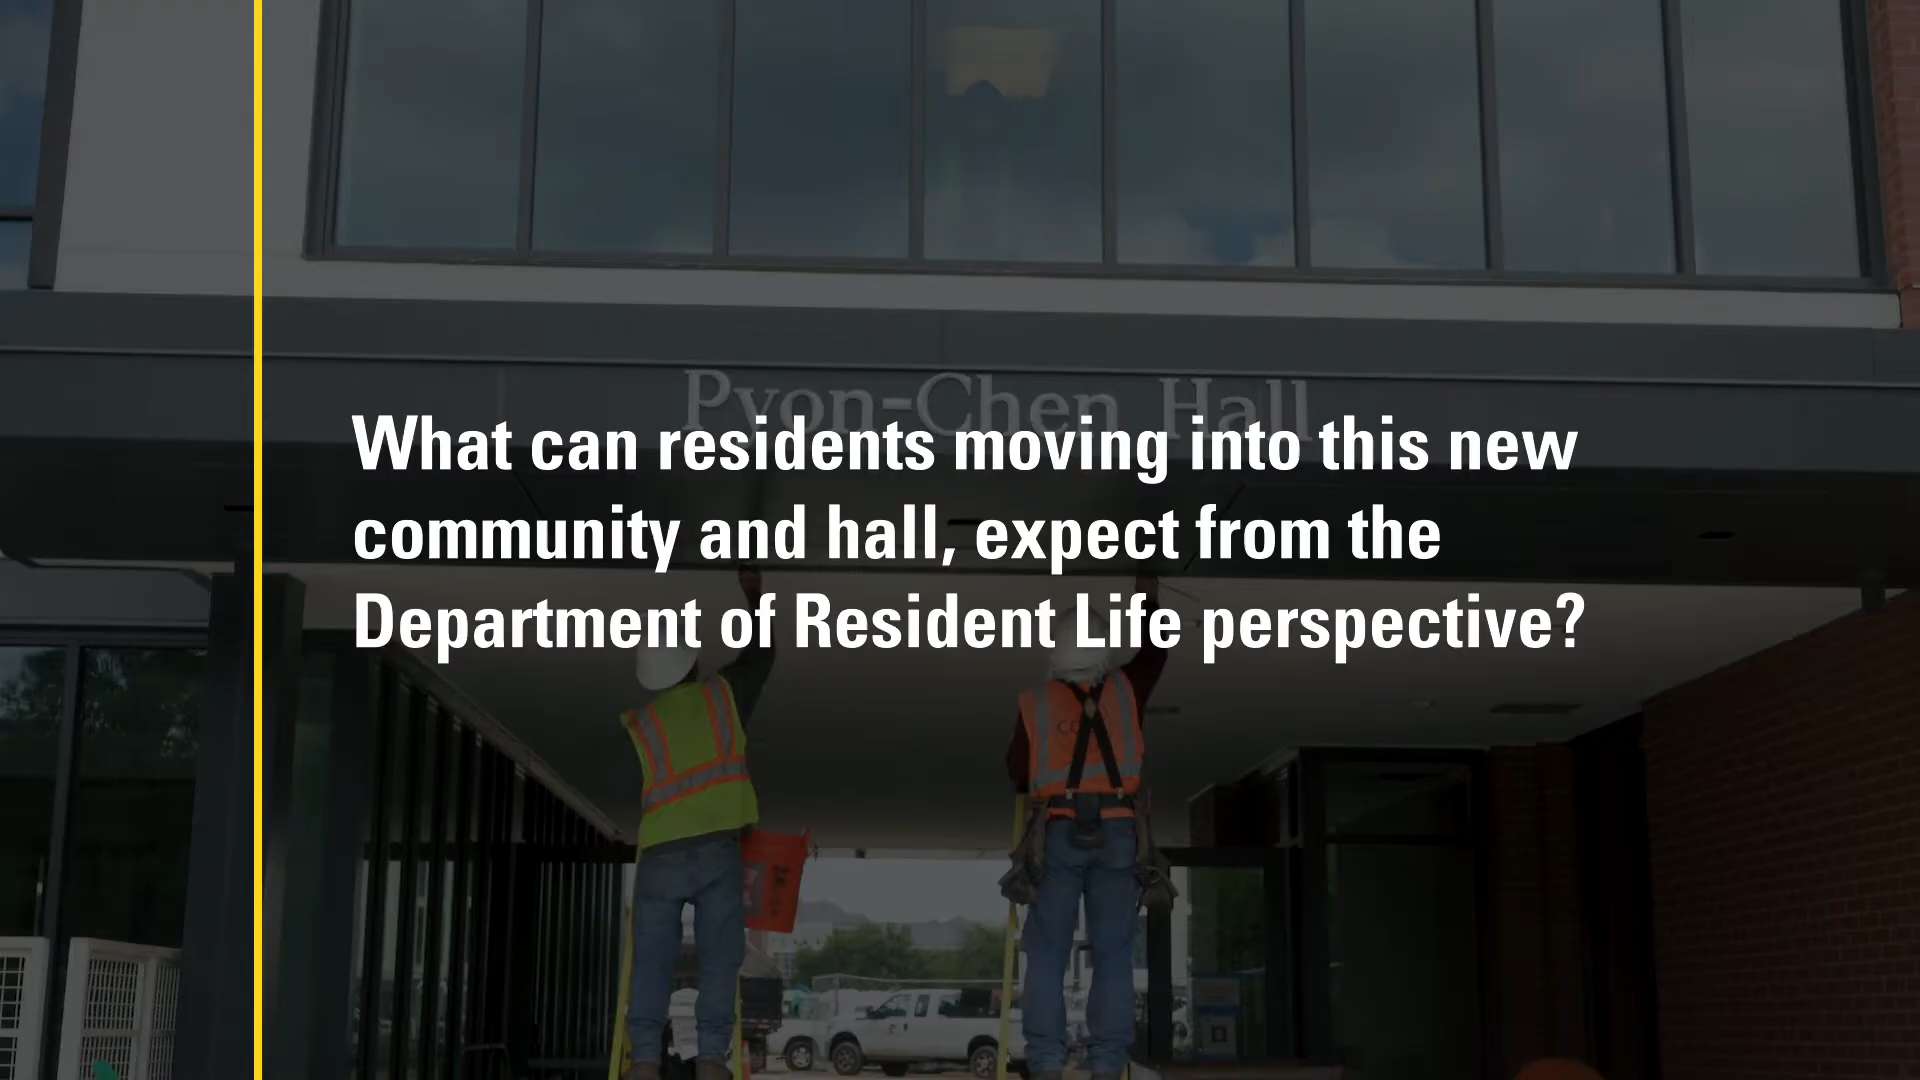 Pyon-Chen Hall
What can residents moving into this new
community and hall, expect from the
Department of Resident Life perspective?